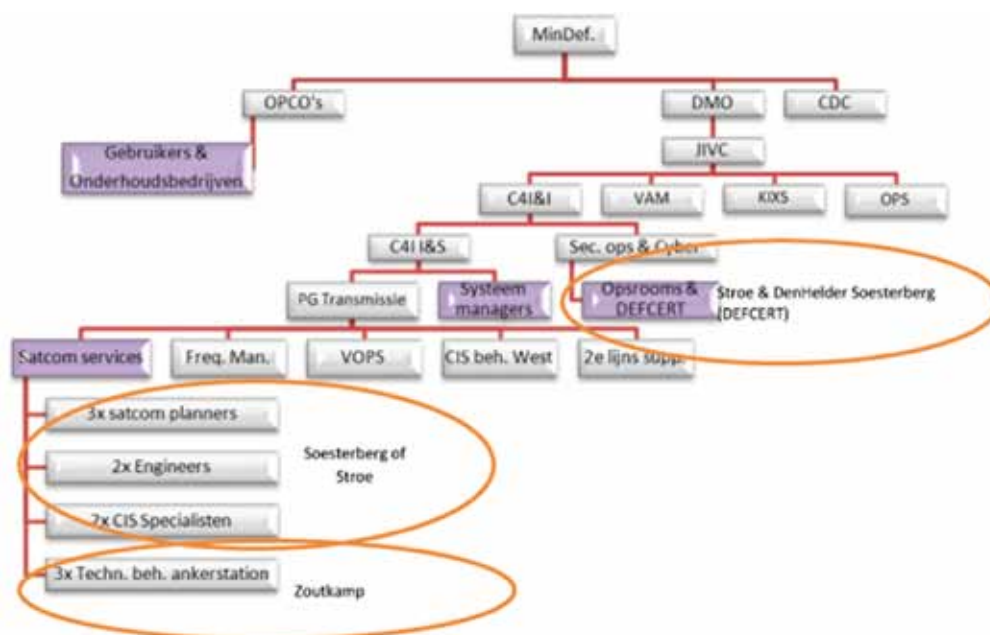 MinDef.
OPCO's
DMO
CDC
Gebruikers &
Onderhoudsbedrijven
JIVC
C4I&I
VAM
KIXS
OPS
C4I I&S
Sec. ops & Cyber
PG Transmissie
Systeem
managers
Opsrooms &
DEFCERT
Stroe & DenHelder Soesterberg
(DEFCERT)
Satcom services
Freq. Man.
VOPS
CIS beh. West
2e lijns supp.
3x satcom planners
2x Engineers
Soesterberg of
Stroe
CIS Specialisten
3x Techn. beh. ankerstation
Zoutkamp